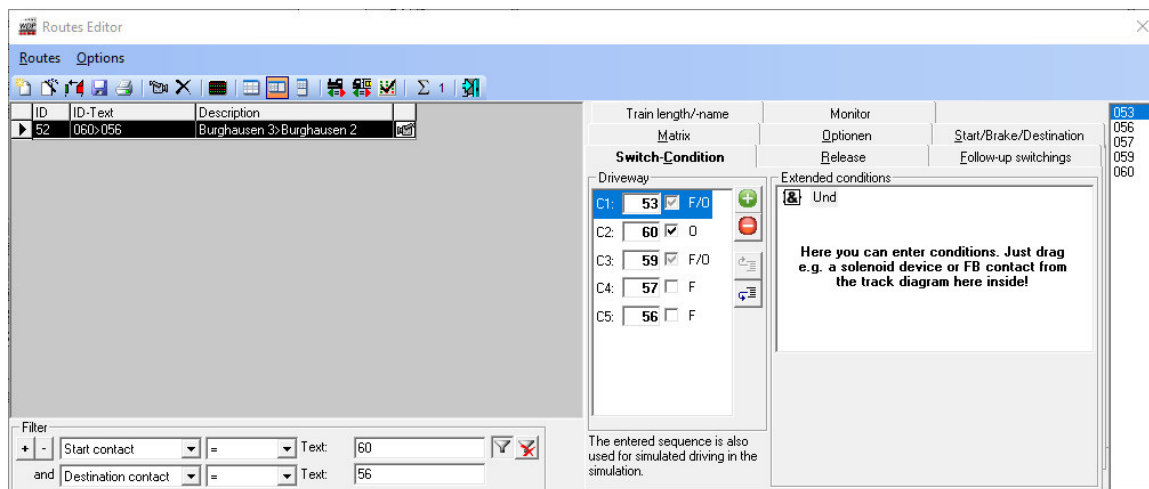 WDP Routes Editor
Routes Options
Σ 1
ID ID-Text Description
52 060>056 Burghausen 3>Burghausen 2
Train length/-name Monitor
Matrix Optionen Start/Brake/Destination
Switch-Condition Release Follow-up switchings
Driveway
C1: 53 F/O
C2: 60 O
C3: 59 F/O
C4: 57 F
C5: 56 F
The entered sequence is also
used for simulated driving in the
simulation.
Extended conditions
& Und
Here you can enter conditions. Just drag
e.g. a solenoid device or FB contact from
the track diagram here inside!
053
056
057
059
060
Filter
+ - Start contact = Text: 60
and Destination contact = Text: 56